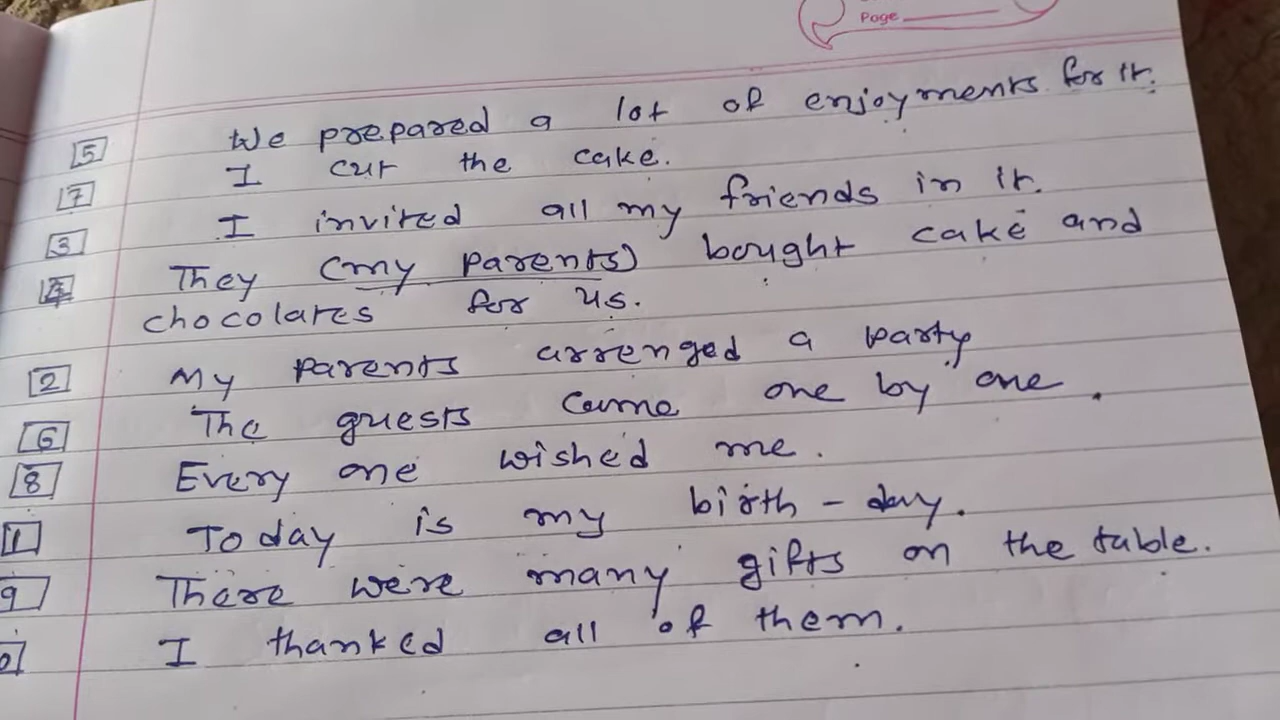 Page
5 We prepared a lot of enjoyments for it.
7 I cut the cake.
3 I invited all my friends in it.
4 They (my parents) bought cake and
chocolates for us.
2 My parents arrenged a party
6 The guests came one by one.
8 Every one wished me.
1 Today is my birth-day.
9 There were many gifts on the table.
0 I thanked all of them.